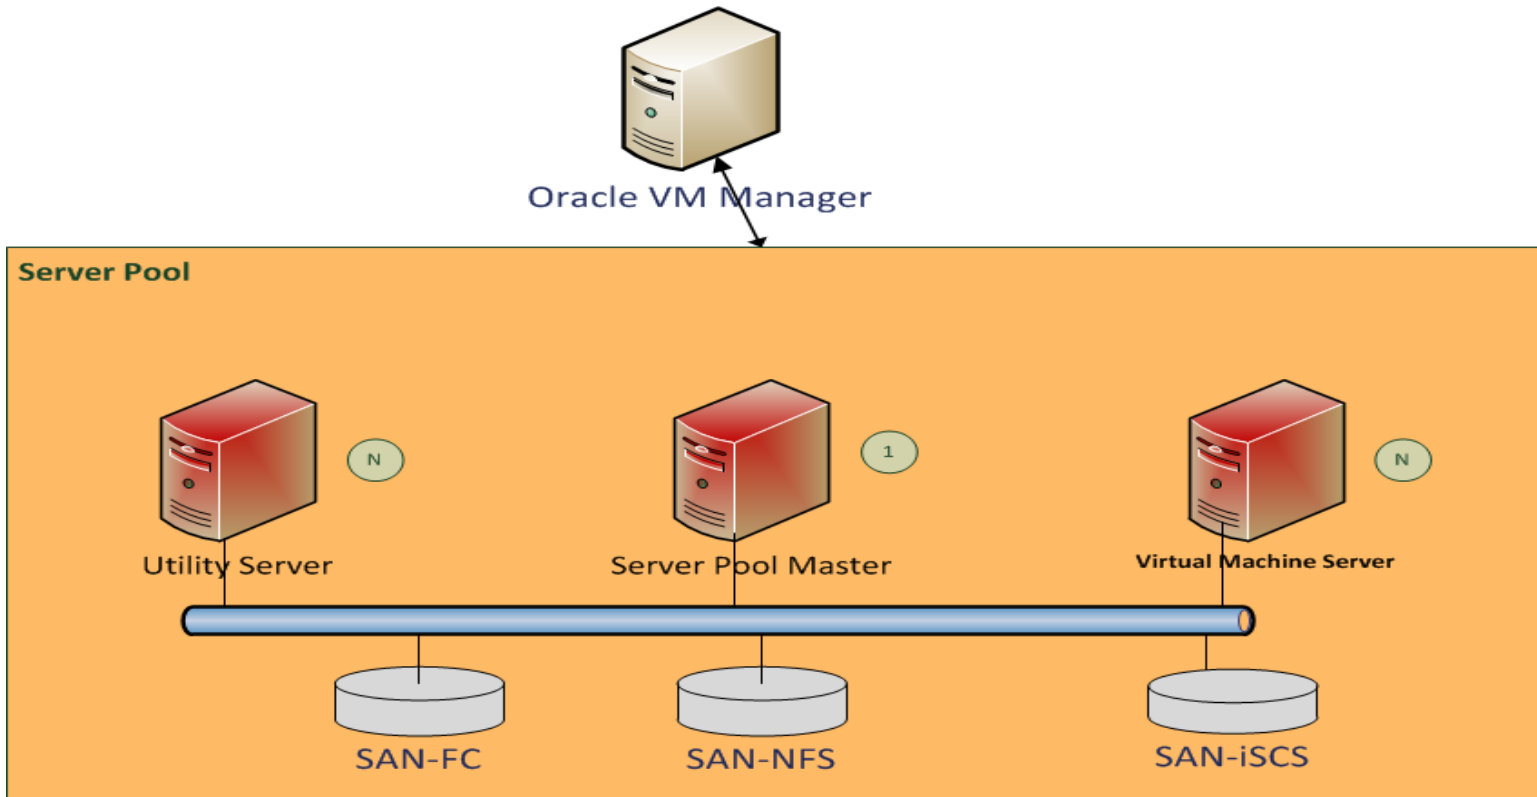 Oracle VM Manager
Server Pool
N
1
N
Utility Server
Server Pool Master
Virtual Machine Server
SAN-FC
SAN-NFS
SAN-iSCS